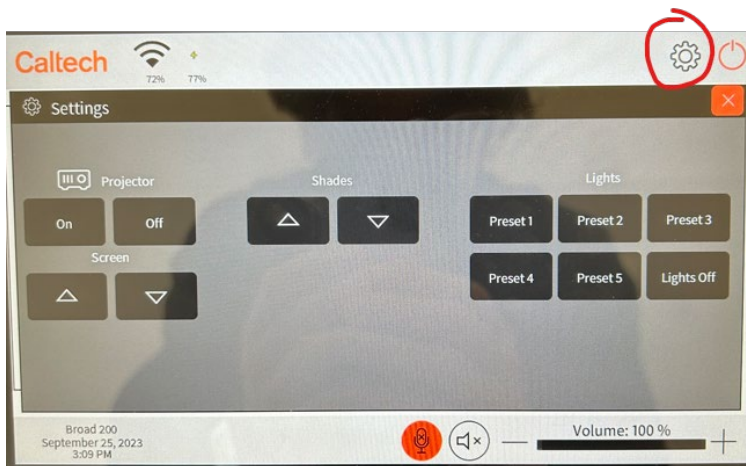 Caltech
72% 77%
Settings
Projector
Shades
Lights
On
Off
Preset 1
Preset 2
Preset 3
Screen
Preset 4
Preset 5
Lights Off
Broad 200
September 25, 2023
3:09 PM
Volume: 100 %